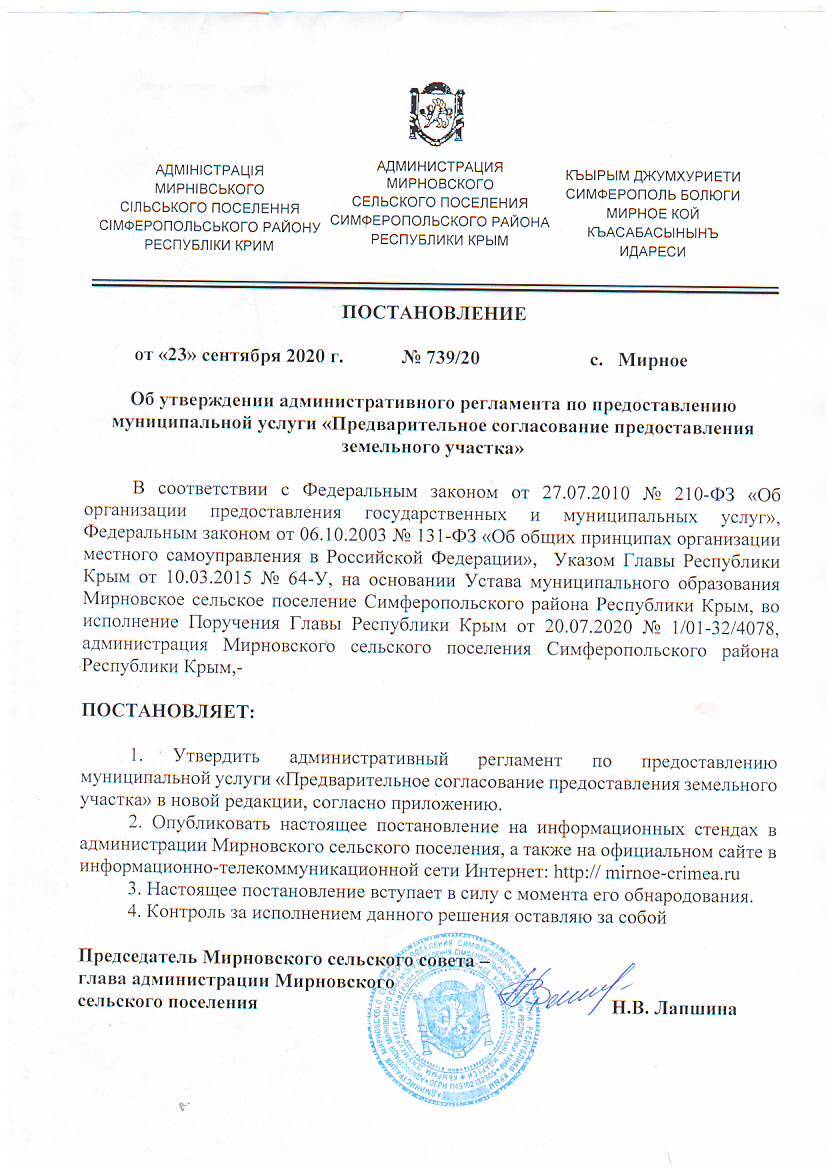 АДМІНІСТРАЦІЯ
МИРНІВСЬКОГО
СІЛЬСЬКОГО ПОСЕЛЕННЯ
СІМФЕРОПОЛЬСЬКОГО РАЙОНУ
РЕСПУБЛІКИ КРИМ
АДМИНИСТРАЦИЯ
МИРНОВСКОГО
СЕЛЬСКОГО ПОСЕЛЕНИЯ
СИМФЕРОПОЛЬСКОГО РАЙОНА
РЕСПУБЛИКИ КРЫМ
КЪЫРЫМ ДЖУМХУРИЕТИ
СИМФЕРОПОЛЬ БОЛЮГИ
МИРНОЕ КОЙ
КЪАСАБАСЫНЫНЪ
ИДАРЕСИ
ПОСТАНОВЛЕНИЕ
от «23» сентября 2020 г. № 739/20 с. Мирное
Об утверждении административного регламента по предоставлению
муниципальной услуги «Предварительное согласование предоставления
земельного участка»
В соответствии с Федеральным законом от 27.07.2010 № 210-ФЗ «Об
организации предоставления государственных и муниципальных услуг»,
Федеральным законом от 06.10.2003 № 131-ФЗ «Об общих принципах организации
местного самоуправления в Российской Федерации», Указом Главы Республики
Крым от 10.03.2015 № 64-У, на основании Устава муниципального образования
Мирновское сельское поселение Симферопольского района Республики Крым, во
исполнение Поручения Главы Республики Крым от 20.07.2020 № 1/01-32/4078,
администрация Мирновского сельского поселения Симферопольского района
Республики Крым,-
ПОСТАНОВЛЯЕТ:
1. Утвердить административный регламент по предоставлению
муниципальной услуги «Предварительное согласование предоставления земельного
участка» в новой редакции, согласно приложению.
2. Опубликовать настоящее постановление на информационных стендах в
администрации Мирновского сельского поселения, а также на официальном сайте в
информационно-телекоммуникационной сети Интернет: http:// mirnoe-crimea.ru
3. Настоящее постановление вступает в силу с момента его обнародования.
4. Контроль за исполнением данного решения оставляю за собой
Председатель Мирновского сельского совета –
глава администрации Мирновского
сельского поселения Н.В. Лапшина